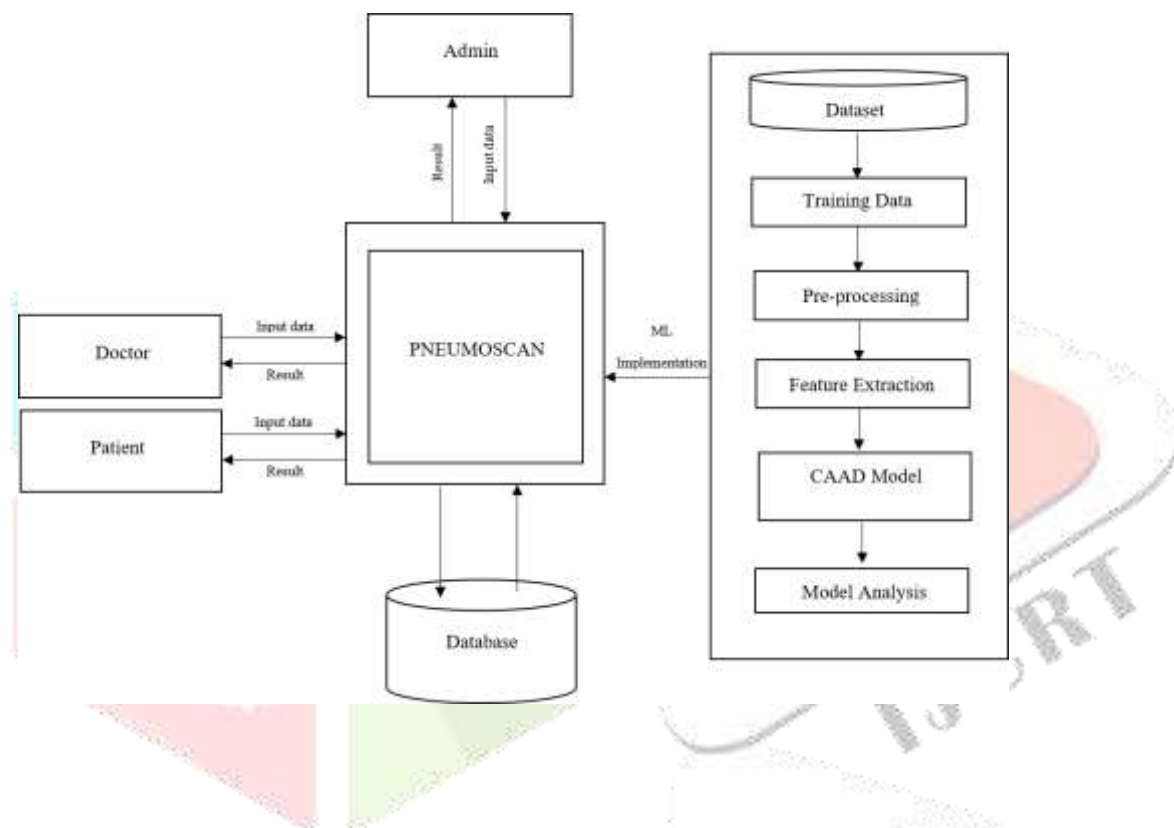 Admin
Dataset
Result
Input data
Training Data
Pre-processing
Input data
Doctor
Result
PNEUMOSCAN
ML
Implementation
Feature Extraction
Input data
Patient
Result
CAAD Model
Model Analysis
Database